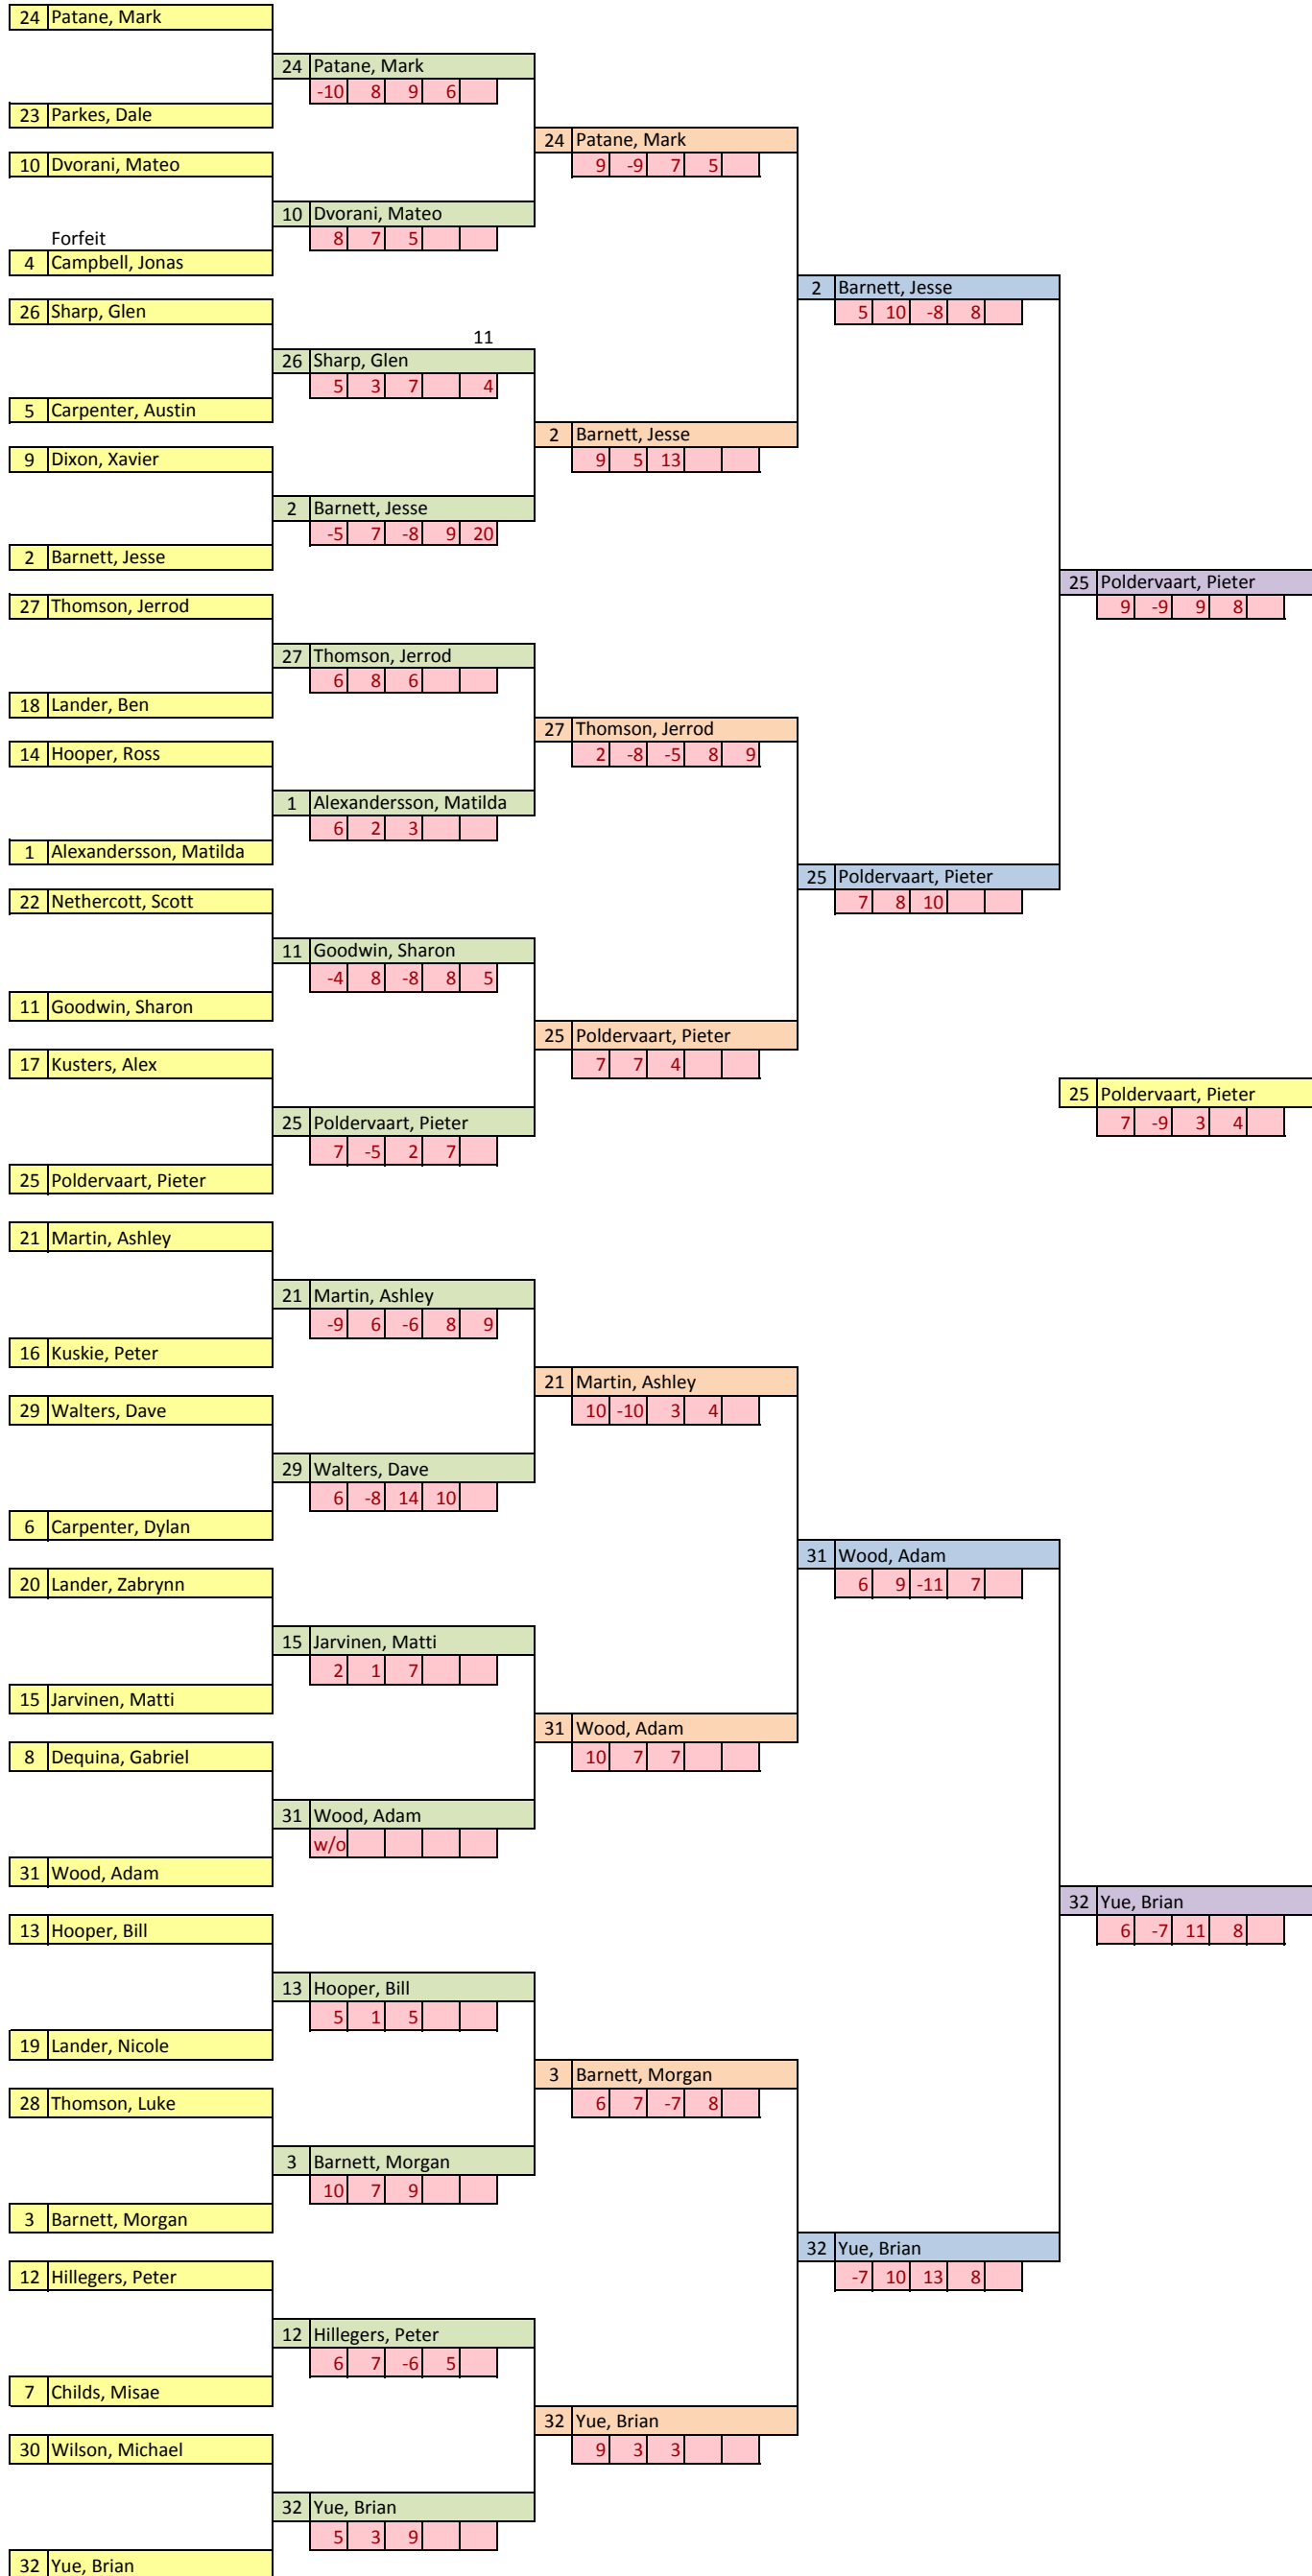 24 Patane, Mark
24 Patane, Mark
-10 8 9 6
23 Parkes, Dale
24 Patane, Mark
10 Dvorani, Mateo
9 -9 7 5
10 Dvorani, Mateo
Forfeit
8 7 5
4 Campbell, Jonas
2 Barnett, Jesse
26 Sharp, Glen
5 10 -8 8
11
26 Sharp, Glen
5 3 7 4
5 Carpenter, Austin
2 Barnett, Jesse
9 Dixon, Xavier
9 5 13
2 Barnett, Jesse
-5 7 -8 9 20
2 Barnett, Jesse
25 Poldervaart, Pieter
27 Thomson, Jerrod
9 -9 9 8
27 Thomson, Jerrod
6 8 6
18 Lander, Ben
27 Thomson, Jerrod
14 Hooper, Ross
2 -8 -5 8 9
1 Alexandersson, Matilda
6 2 3
1 Alexandersson, Matilda
25 Poldervaart, Pieter
22 Nethercott, Scott
7 8 10
11 Goodwin, Sharon
-4 8 -8 8 5
11 Goodwin, Sharon
25 Poldervaart, Pieter
17 Kusters, Alex
7 7 4
25 Poldervaart, Pieter
25 Poldervaart, Pieter
7 -9 3 4
7 -5 2 7
25 Poldervaart, Pieter
21 Martin, Ashley
21 Martin, Ashley
-9 6 -6 8 9
16 Kuskie, Peter
21 Martin, Ashley
29 Walters, Dave
10 -10 3 4
29 Walters, Dave
6 -8 14 10
6 Carpenter, Dylan
31 Wood, Adam
20 Lander, Zabrynn
6 9 -11 7
15 Jarvinen, Matti
2 1 7
15 Jarvinen, Matti
31 Wood, Adam
8 Dequina, Gabriel
10 7 7
31 Wood, Adam
w/o
31 Wood, Adam
32 Yue, Brian
13 Hooper, Bill
6 -7 11 8
13 Hooper, Bill
5 1 5
19 Lander, Nicole
3 Barnett, Morgan
28 Thomson, Luke
6 7 -7 8
3 Barnett, Morgan
10 7 9
3 Barnett, Morgan
32 Yue, Brian
12 Hillegers, Peter
-7 10 13 8
12 Hillegers, Peter
6 7 -6 5
7 Childs, Misae
32 Yue, Brian
30 Wilson, Michael
9 3 3
32 Yue, Brian
5 3 9
32 Yue, Brian